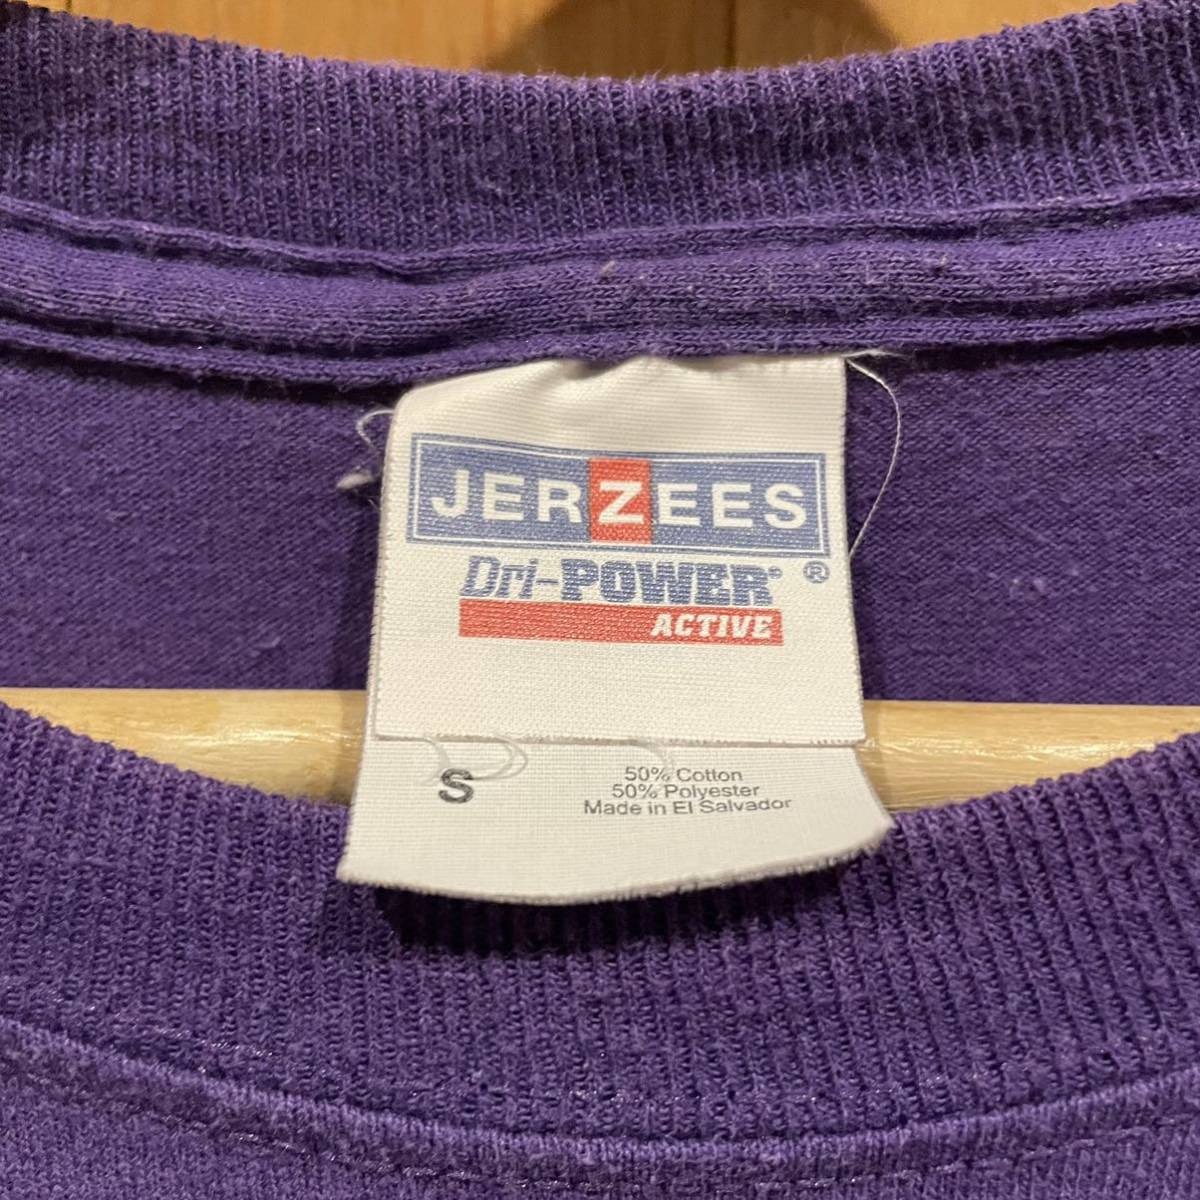 JERZEES
Dri-POWER® ®
ACTIVE
S
50% Cotton
50% Polyester
Made in El Salvador